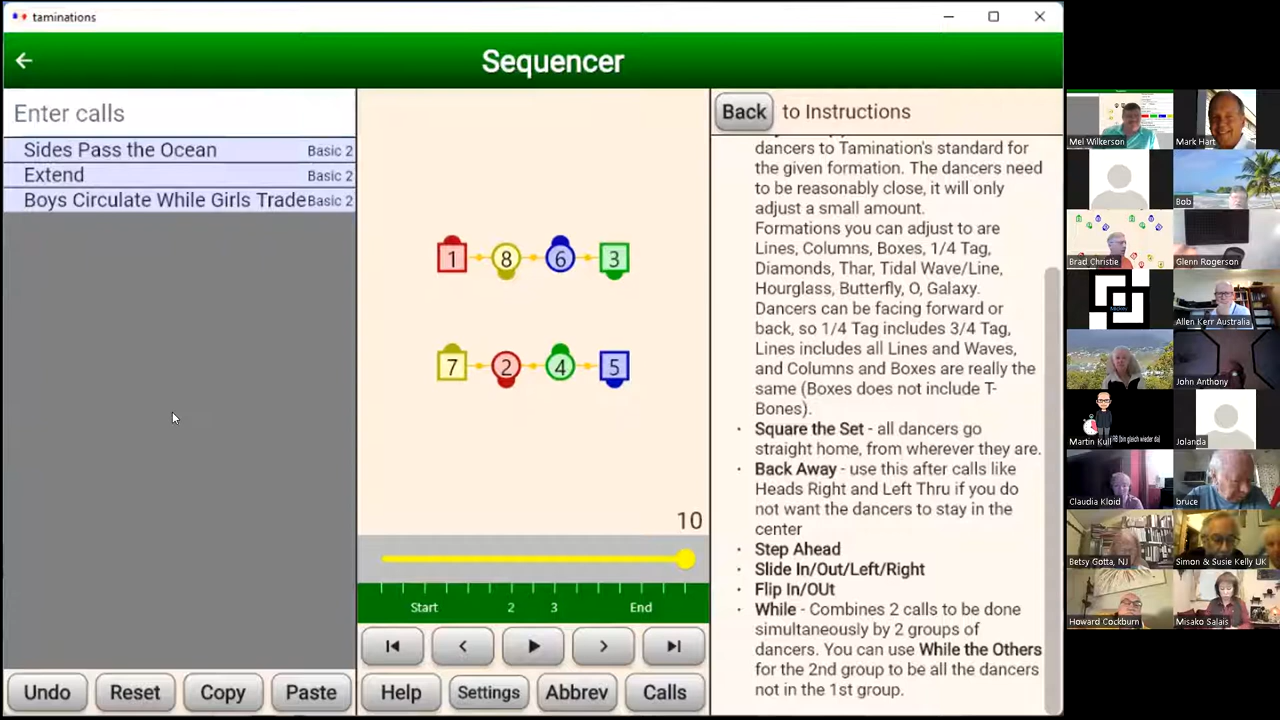 taminations
Sequencer
Enter calls
Sides Pass the Ocean Basic 2
Extend Basic 2
Boys Circulate While Girls Trade Basic 2
1 8 6 3
7 2 4 5
10
Start 2 3 End
Undo Reset Copy Paste
Help Settings Abbrev Calls
Back to Instructions
dancers to Tamination's standard for
the given formation. The dancers need
to be reasonably close, it will only
adjust a small amount.
Formations you can adjust to are
Lines, Columns, Boxes, 1/4 Tag,
Diamonds, Thar, Tidal Wave/Line,
Hourglass, Butterfly, O, Galaxy.
Dancers can be facing forward or
back, so 1/4 Tag includes 3/4 Tag,
Lines includes all Lines and Waves,
and Columns and Boxes are really the
same (Boxes does not include T-
Bones).
· Square the Set - all dancers go
straight home, from wherever they are.
· Back Away - use this after calls like
Heads Right and Left Thru if you do
not want the dancers to stay in the
center
· Step Ahead
· Slide In/Out/Left/Right
· Flip In/OUt
· While - Combines 2 calls to be done
simultaneously by 2 groups of
dancers. You can use While the Others
for the 2nd group to be all the dancers
not in the 1st group.
Mel Wilkerson
Mark Hart
Bob
Brad Christie
Glenn Rogerson
Allen Kerr Australia
John Anthony
Martin Kull
RB (bin gleich wieder da)
Jolanda
Claudia Kloid
bruce
Betsy Gotta, NJ
Simon & Susie Kelly UK
Howard Cockburn
Misako Salais